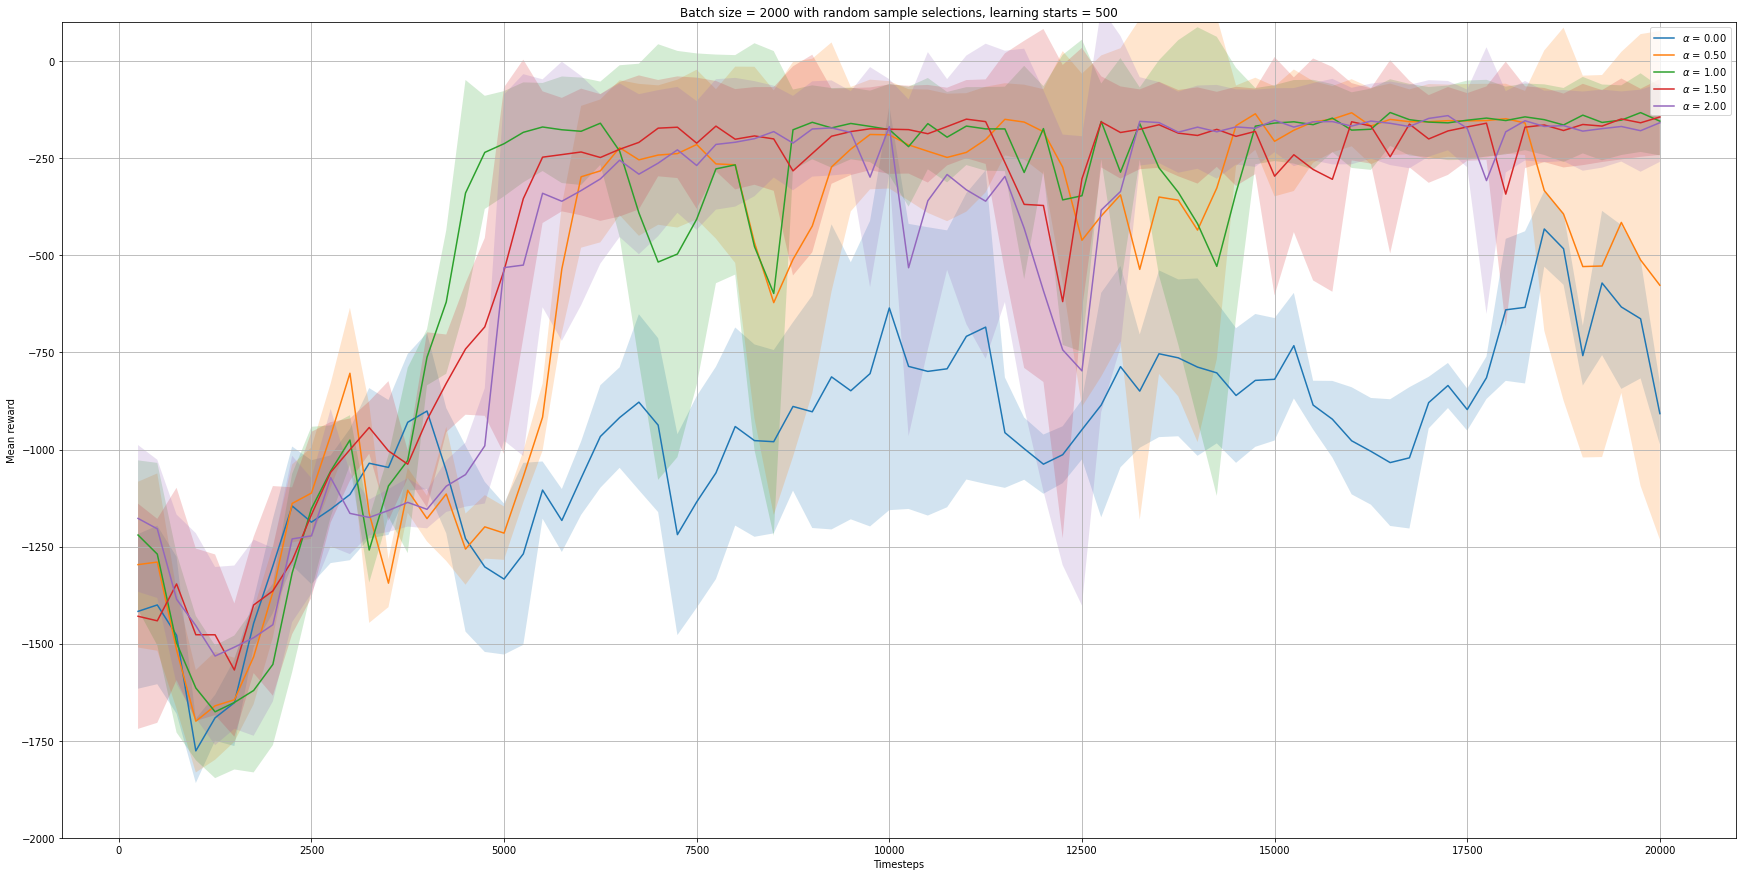 Batch size = 2000 with random sample selections, learning starts = 500
α = 0.00
α = 0.50
α = 1.00
α = 1.50
α = 2.00
Mean reward
0
−250
−500
−750
−1000
−1250
−1500
−1750
−2000
0 2500 5000 7500 10000 12500 15000 17500 20000
Timesteps